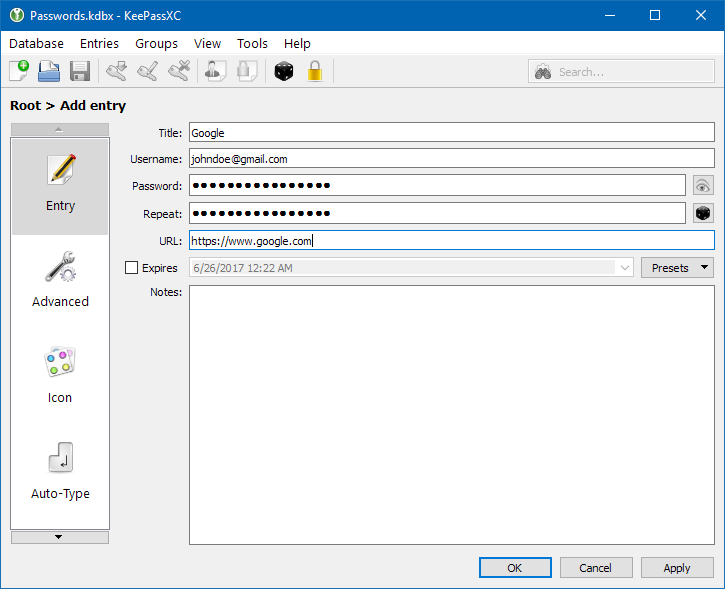 Passwords.kdbx - KeePassXC
Database Entries Groups View Tools Help
Search...
Root > Add entry
Title: Google
Username: johndoe@gmail.com
Password: ●●●●●●●●●●●●●●●●
Repeat: ●●●●●●●●●●●●●●●●
URL: https://www.google.com
Expires 6/26/2017 12:22 AM Presets
Notes:
Entry
Advanced
Icon
Auto-Type
OK Cancel Apply